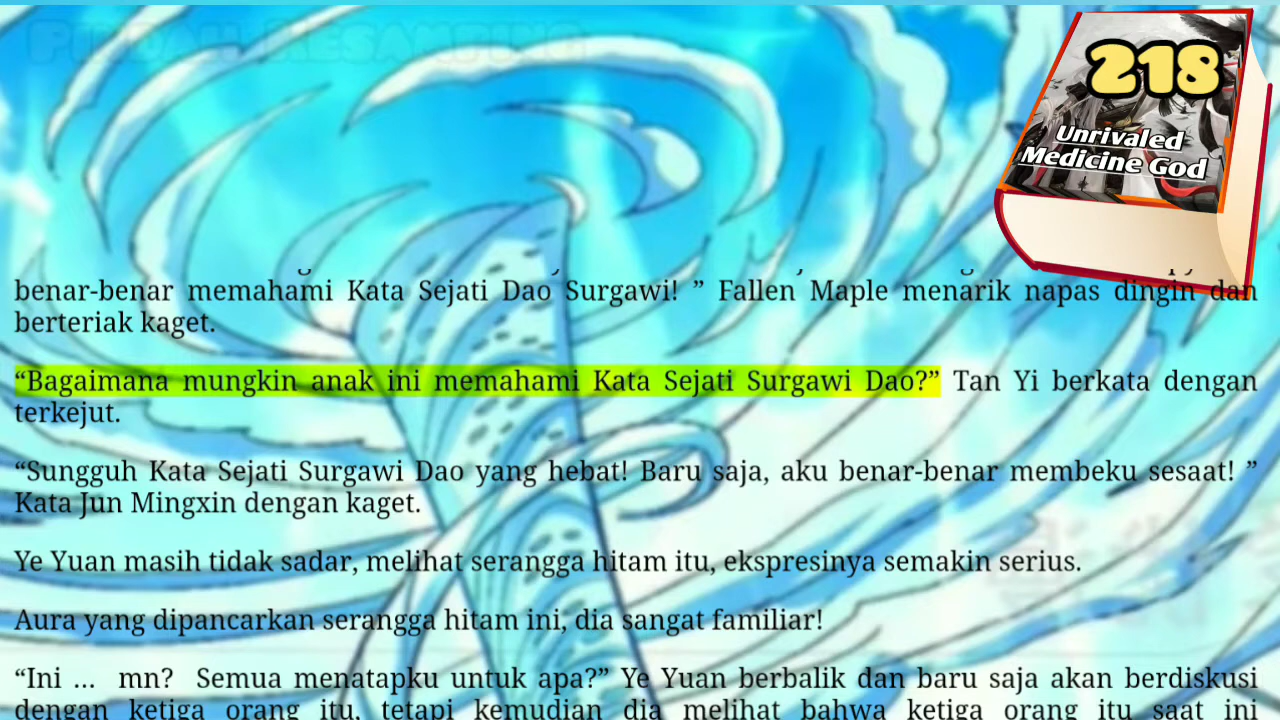 218
Unrivaled
Medicine God
benar-benar memahami Kata Sejati Dao Surgawi! ” Fallen Maple menarik napas dingin dan
berteriak kaget.
“Bagaimana mungkin anak ini memahami Kata Sejati Surgawi Dao?” Tan Yi berkata dengan
terkejut.
“Sungguh Kata Sejati Surgawi Dao yang hebat! Baru saja, aku benar-benar membeku sesaat! ”
Kata Jun Mingxin dengan kaget.
Ye Yuan masih tidak sadar, melihat serangga hitam itu, ekspresinya semakin serius.
Aura yang dipancarkan serangga hitam ini, dia sangat familiar!
“Ini ... mn? Semua menatapku untuk apa?” Ye Yuan berbalik dan baru saja akan berdiskusi
dengan ketiga orang itu, tetapi kemudian dia melihat bahwa ketiga orang itu saat ini